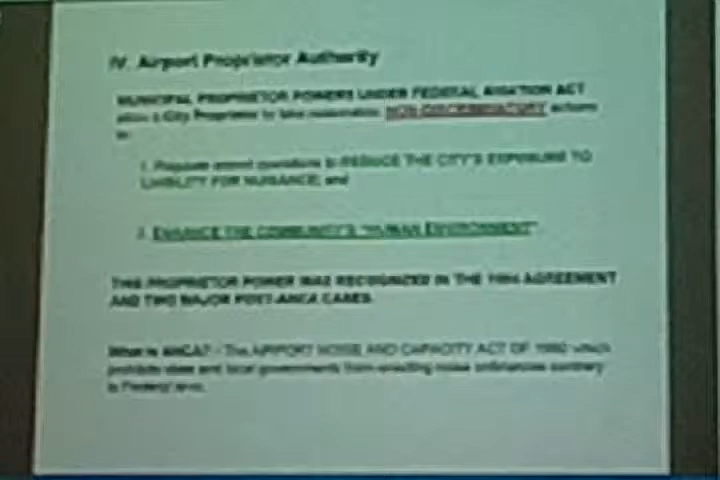 IV. Airport Proprietor Authority
MUNICIPAL PROPRIETOR POWERS UNDER FEDERAL AVIATION ACT
allow a City Proprietor to take reasonable, NON-DISCRIMINATORY actions
to:
1. Regulate aircraft operations to REDUCE THE CITY'S EXPOSURE TO
LIABILITY FOR NUISANCE; and
2. ENHANCE THE COMMUNITY'S "HUMAN ENVIRONMENT".
THIS PROPRIETOR POWER WAS RECOGNIZED IN THE AGREEMENT
AND TWO MAJOR POST-ANCA CASES.
What is ANCA? - The AIRPORT NOISE AND CAPACITY ACT OF 1990 which
prohibits state and local governments from enacting noise ordinances contrary
to Federal